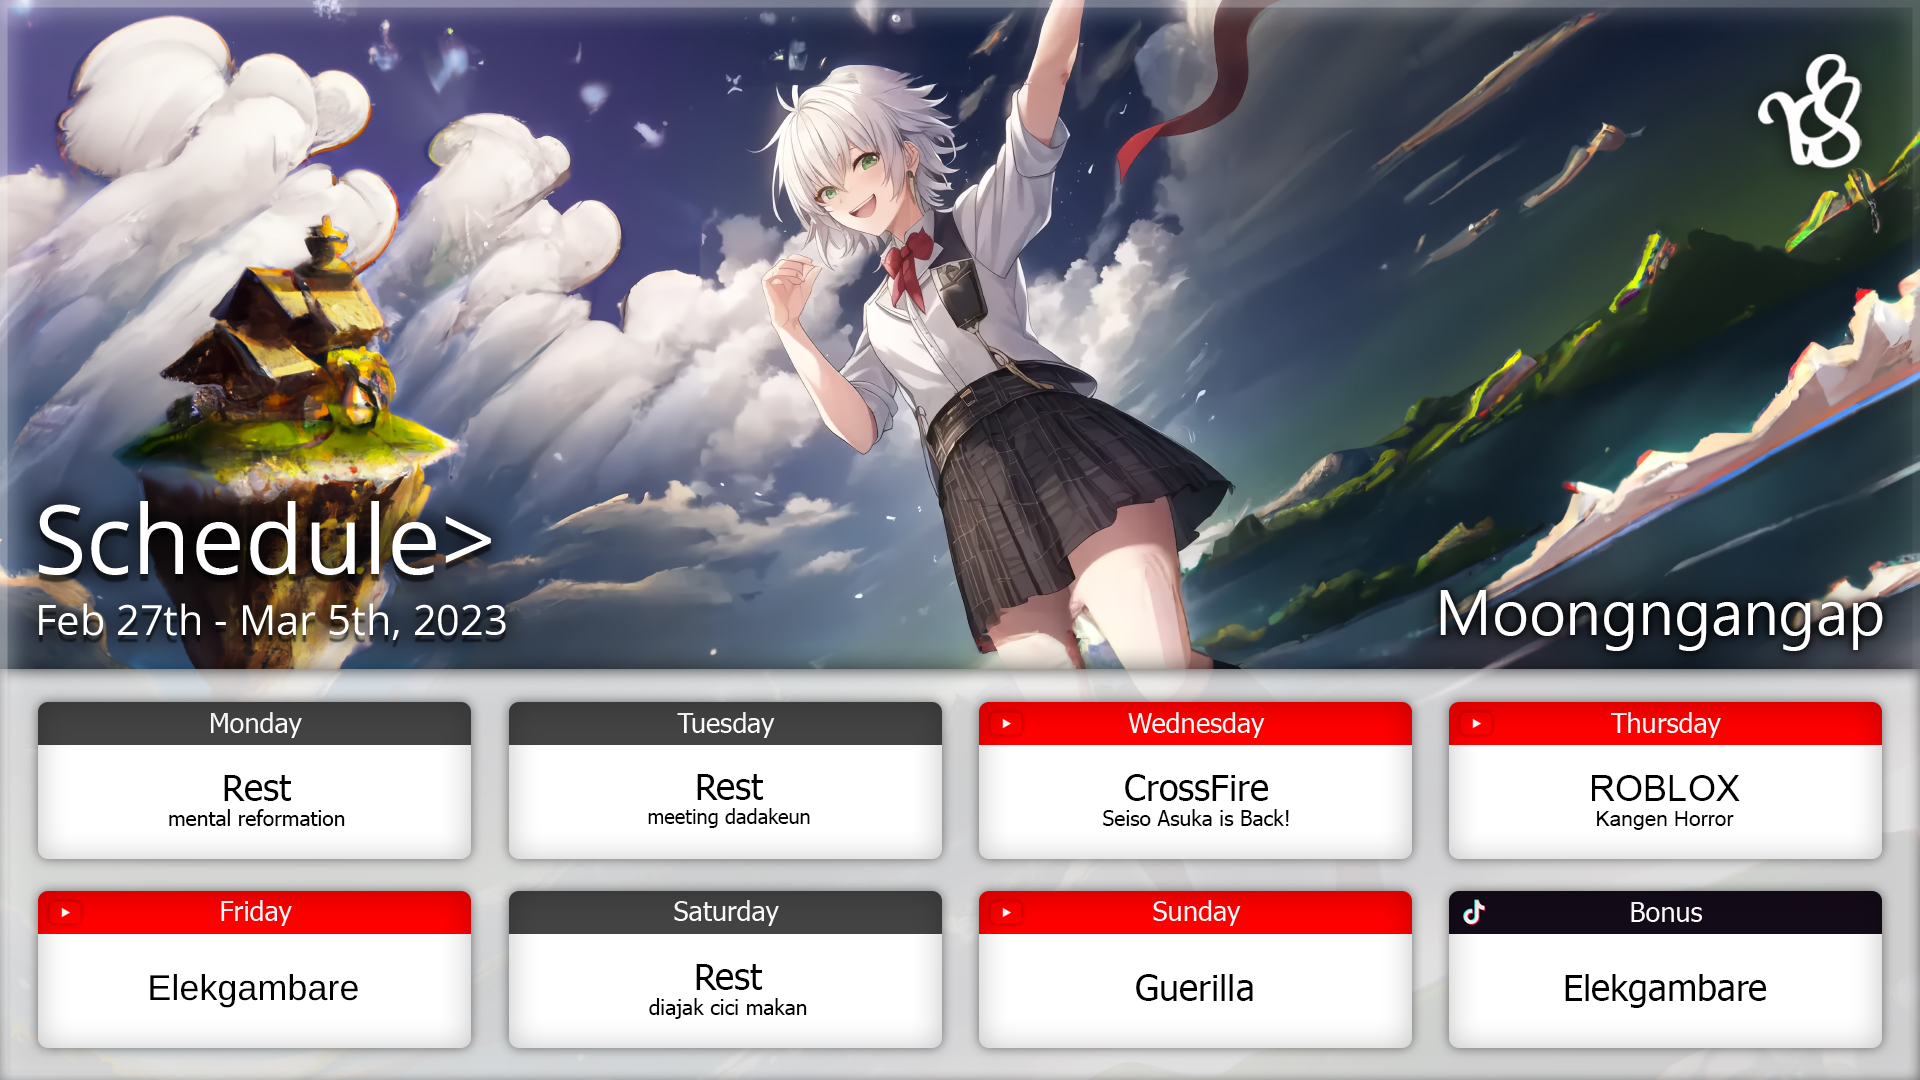 Schedule>
Feb 27th - Mar 5th, 2023
Moongngangap
Monday
Rest
mental reformation
Tuesday
Rest
meeting dadakeun
Wednesday
CrossFire
Seiso Asuka is Back!
Thursday
ROBLOX
Kangen Horror
Friday
Elekgambare
Saturday
Rest
diajak cici makan
Sunday
Guerilla
Bonus
Elekgambare